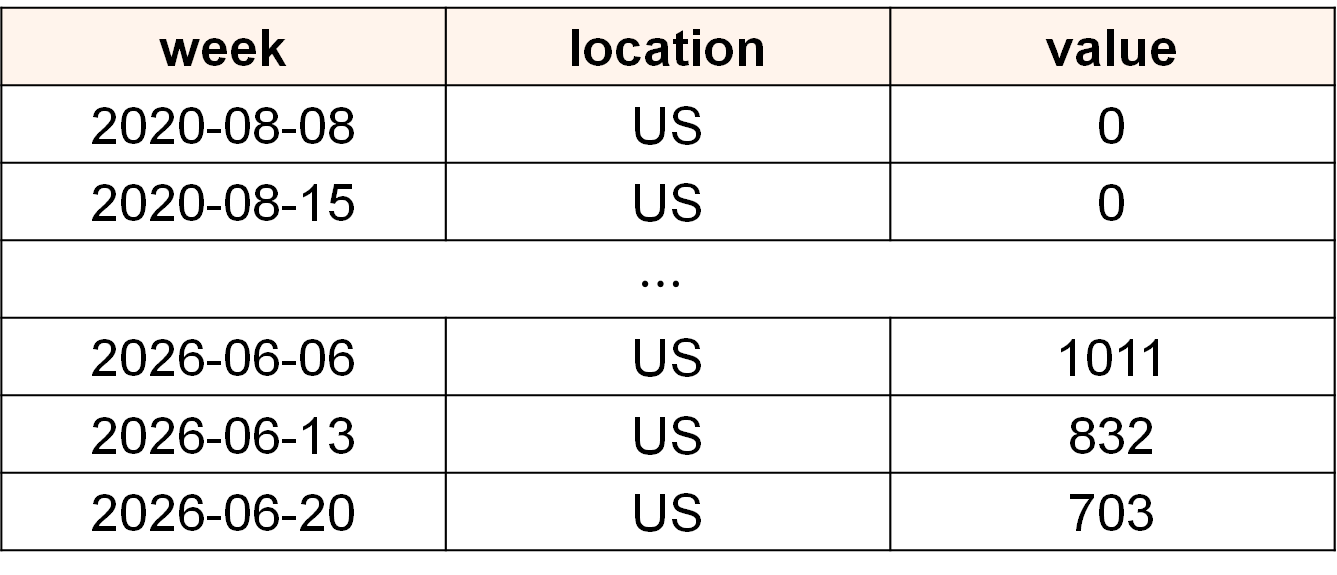 week location value
2020-08-08 US 0
2020-08-15 US 0
...
2026-06-06 US 1011
2026-06-13 US 832
2026-06-20 US 703